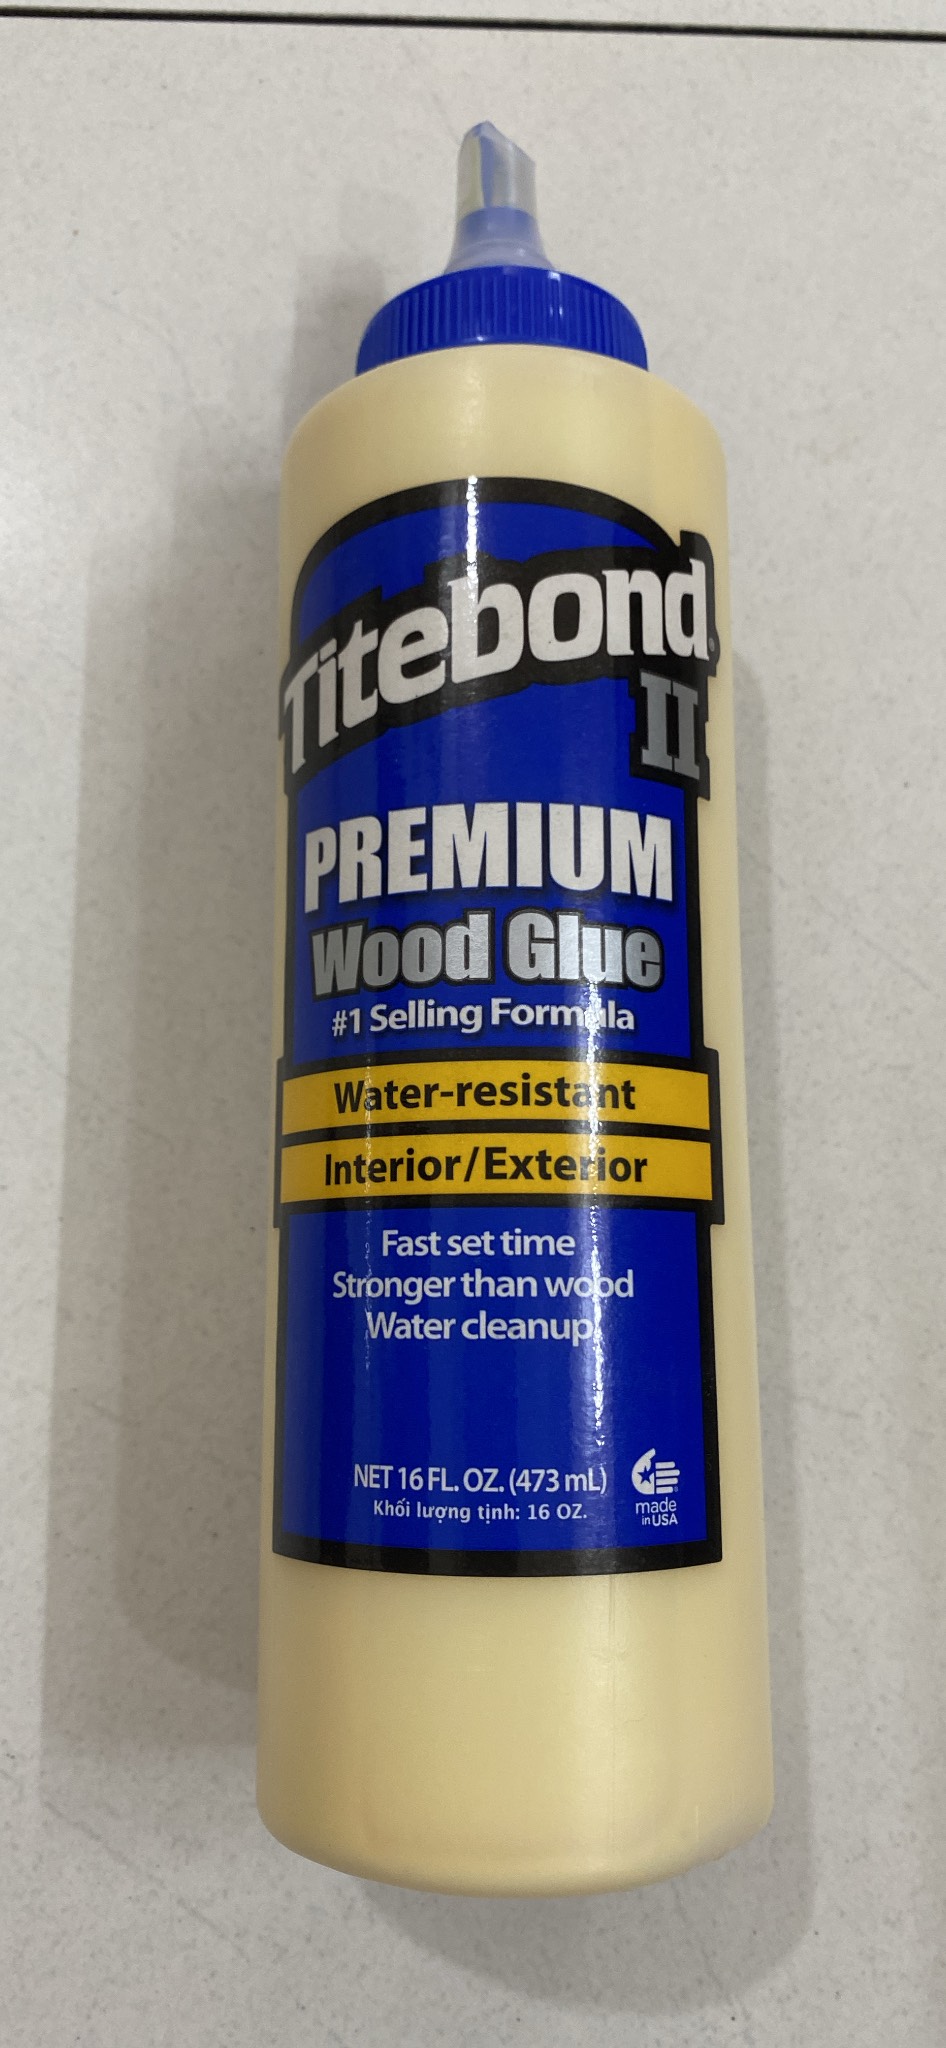 Titebond®
II
PREMIUM
Wood Glue
#1 Selling Formula
Water-resistant
Interior/Exterior
Fast set time
Stronger than wood
Water cleanup
NET 16 FL. OZ. (473 mL)
Khối lượng tịnh: 16 OZ.
made
in USA